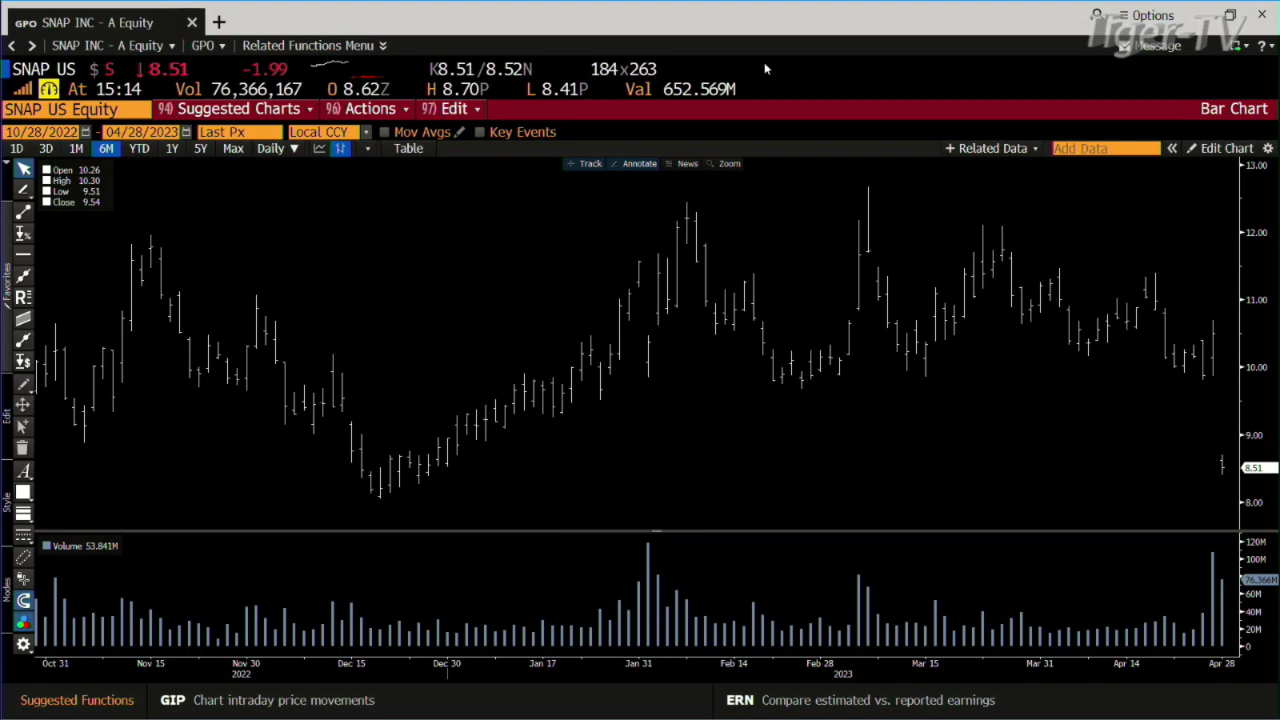 GPO SNAP INC - A Equity
Options
SNAP INC - A Equity GPO Related Functions Menu
Message
Tiger-TV
SNAP US $ S ↓8.51 -1.99 K8.51/8.52N 184x263
At 15:14 Vol 76,366,167 O 8.62Z H 8.70P L 8.41P Val 652.569M
SNAP US Equity 94) Suggested Charts 96) Actions 97) Edit Bar Chart
10/28/2022 - 04/28/2023 Last Px Local CCY Mov Avgs Key Events
1D 3D 1M 6M YTD 1Y 5Y Max Daily ▼ Table + Related Data Add Data « Edit Chart
Track Annotate News Zoom
Open 10.26
High 10.30
Low 9.51
Close 9.54
13.00
12.00
11.00
10.00
9.00
8.51
8.00
Favorites
Edit
Style
Modes
Volume 53.841M
120M
100M
76.366M
60M
40M
20M
0
Oct 31 Nov 15 Nov 30 Dec 15 Dec 30 Jan 17 Jan 31 Feb 14 Feb 28 Mar 15 Mar 31 Apr 14 Apr 28
2022 2023
Suggested Functions GIP Chart intraday price movements ERN Compare estimated vs. reported earnings